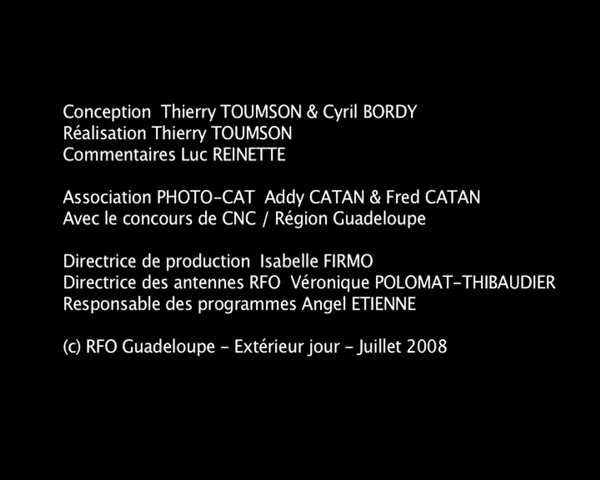 Conception  Thierry TOUMSON & Cyril BORDY
Réalisation Thierry TOUMSON
Commentaires Luc REINETTE
Association PHOTO-CAT  Addy CATAN & Fred CATAN
Avec le concours de CNC / Région Guadeloupe
Directrice de production  Isabelle FIRMO
Directrice des antennes RFO  Véronique POLOMAT-THIBAUDIER
Responsable des programmes Angel ETIENNE
(c) RFO Guadeloupe - Extérieur jour - Juillet 2008